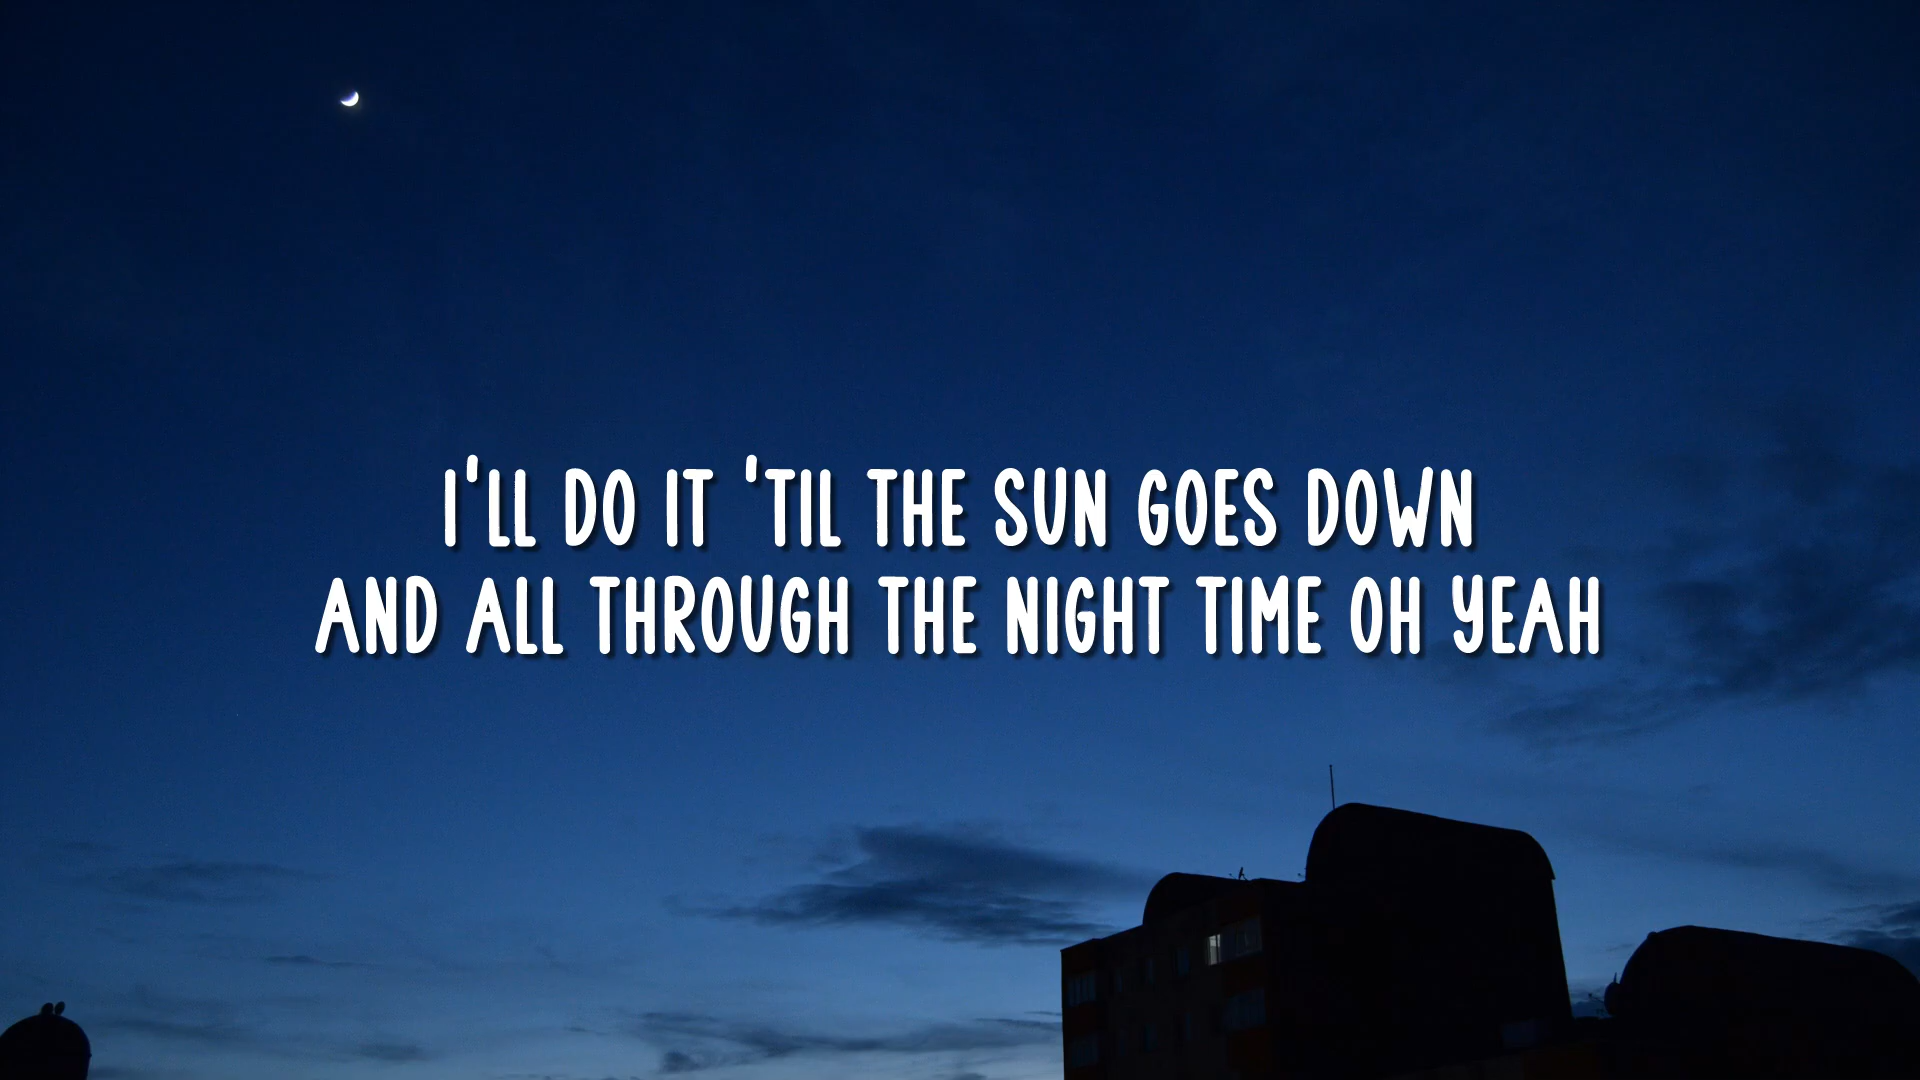 I'LL DO IT 'TIL THE SUN GOES DOWN
AND ALL THROUGH THE NIGHT TIME OH YEAH